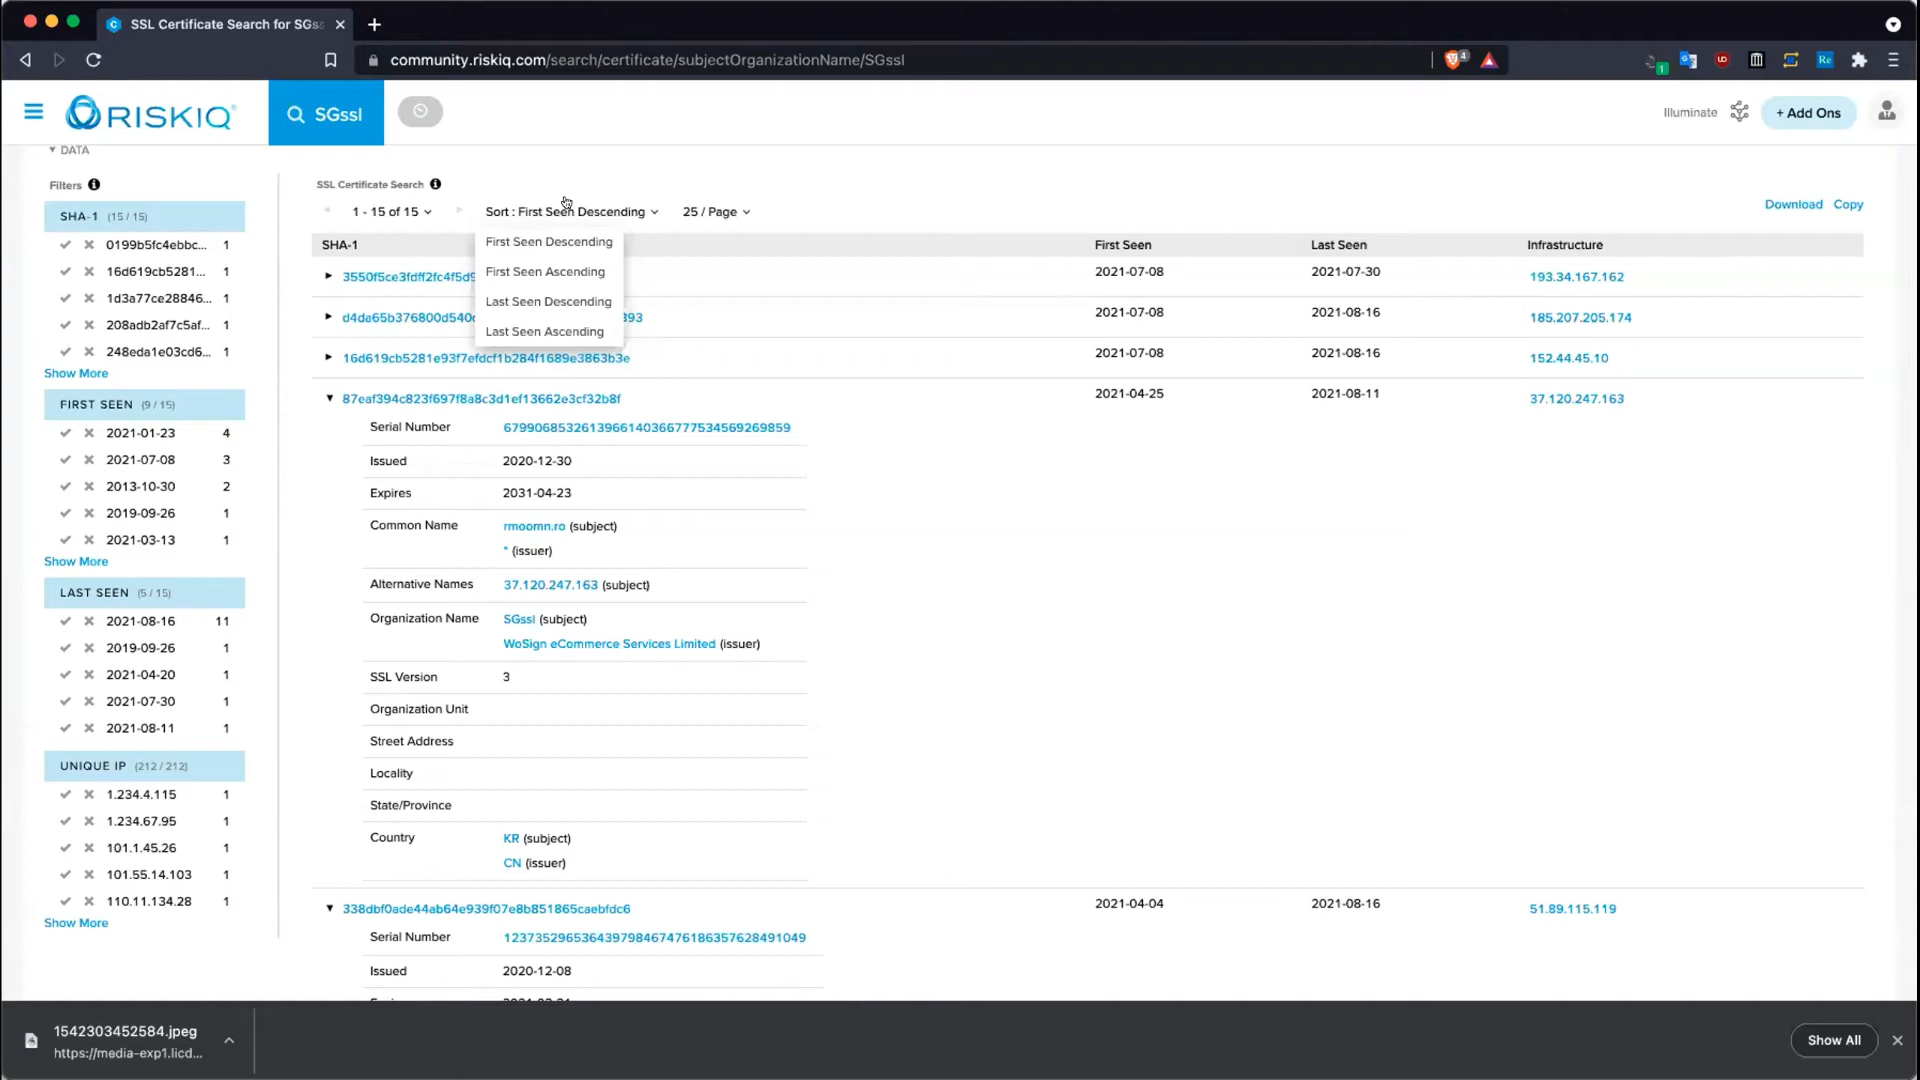 SSL Certificate Search for SGss
community.riskiq.com/search/certificate/subjectOrganizationName/SGssl
4
1
Re
RISKIQ
SGssl
Illuminate
+ Add Ons
DATA
Filters
SHA-1 (15 / 15)
0199b5fc4ebbc... 1
16d619cb5281... 1
1d3a77ce28846... 1
208adb2af7c5af... 1
248eda1e03cd6... 1
Show More
FIRST SEEN (9 / 15)
2021-01-23 4
2021-07-08 3
2013-10-30 2
2019-09-26 1
2021-03-13 1
Show More
LAST SEEN (5 / 15)
2021-08-16 11
2019-09-26 1
2021-04-20 1
2021-07-30 1
2021-08-11 1
UNIQUE IP (212 / 212)
1.234.4.115 1
1.234.67.95 1
101.1.45.26 1
101.55.14.103 1
110.11.134.28 1
Show More
SSL Certificate Search
1 - 15 of 15 Sort : First Seen Descending 25 / Page Download Copy
First Seen Descending
First Seen Ascending
Last Seen Descending
Last Seen Ascending
SHA-1 First Seen Last Seen Infrastructure
3550f5ce3fdff2fc4f5d9 2021-07-08 2021-07-30 193.34.167.162
d4da65b376800d540 393 2021-07-08 2021-08-16 185.207.205.174
16d619cb5281e93f7efdcf1b284f1689e3863b3e 2021-07-08 2021-08-16 152.44.45.10
87eaf394c823f697f8a8c3d1ef13662e3cf32b8f 2021-04-25 2021-08-11 37.120.247.163
Serial Number 67990685326139661403667775345692698​59
Issued 2020-12-30
Expires 2031-04-23
Common Name rmoomn.ro (subject)
* (issuer)
Alternative Names 37.120.247.163 (subject)
Organization Name SGssl (subject)
WoSign eCommerce Services Limited (issuer)
SSL Version 3
Organization Unit
Street Address
Locality
State/Province
Country KR (subject)
CN (issuer)
338dbf0ade44ab64e939f07e8b851865caebfdc6 2021-04-04 2021-08-16 51.89.115.119
Serial Number 123735296536439798467476186357628491049
Issued 2020-12-08
1542303452584.jpeg
https://media-exp1.licd...
Show All